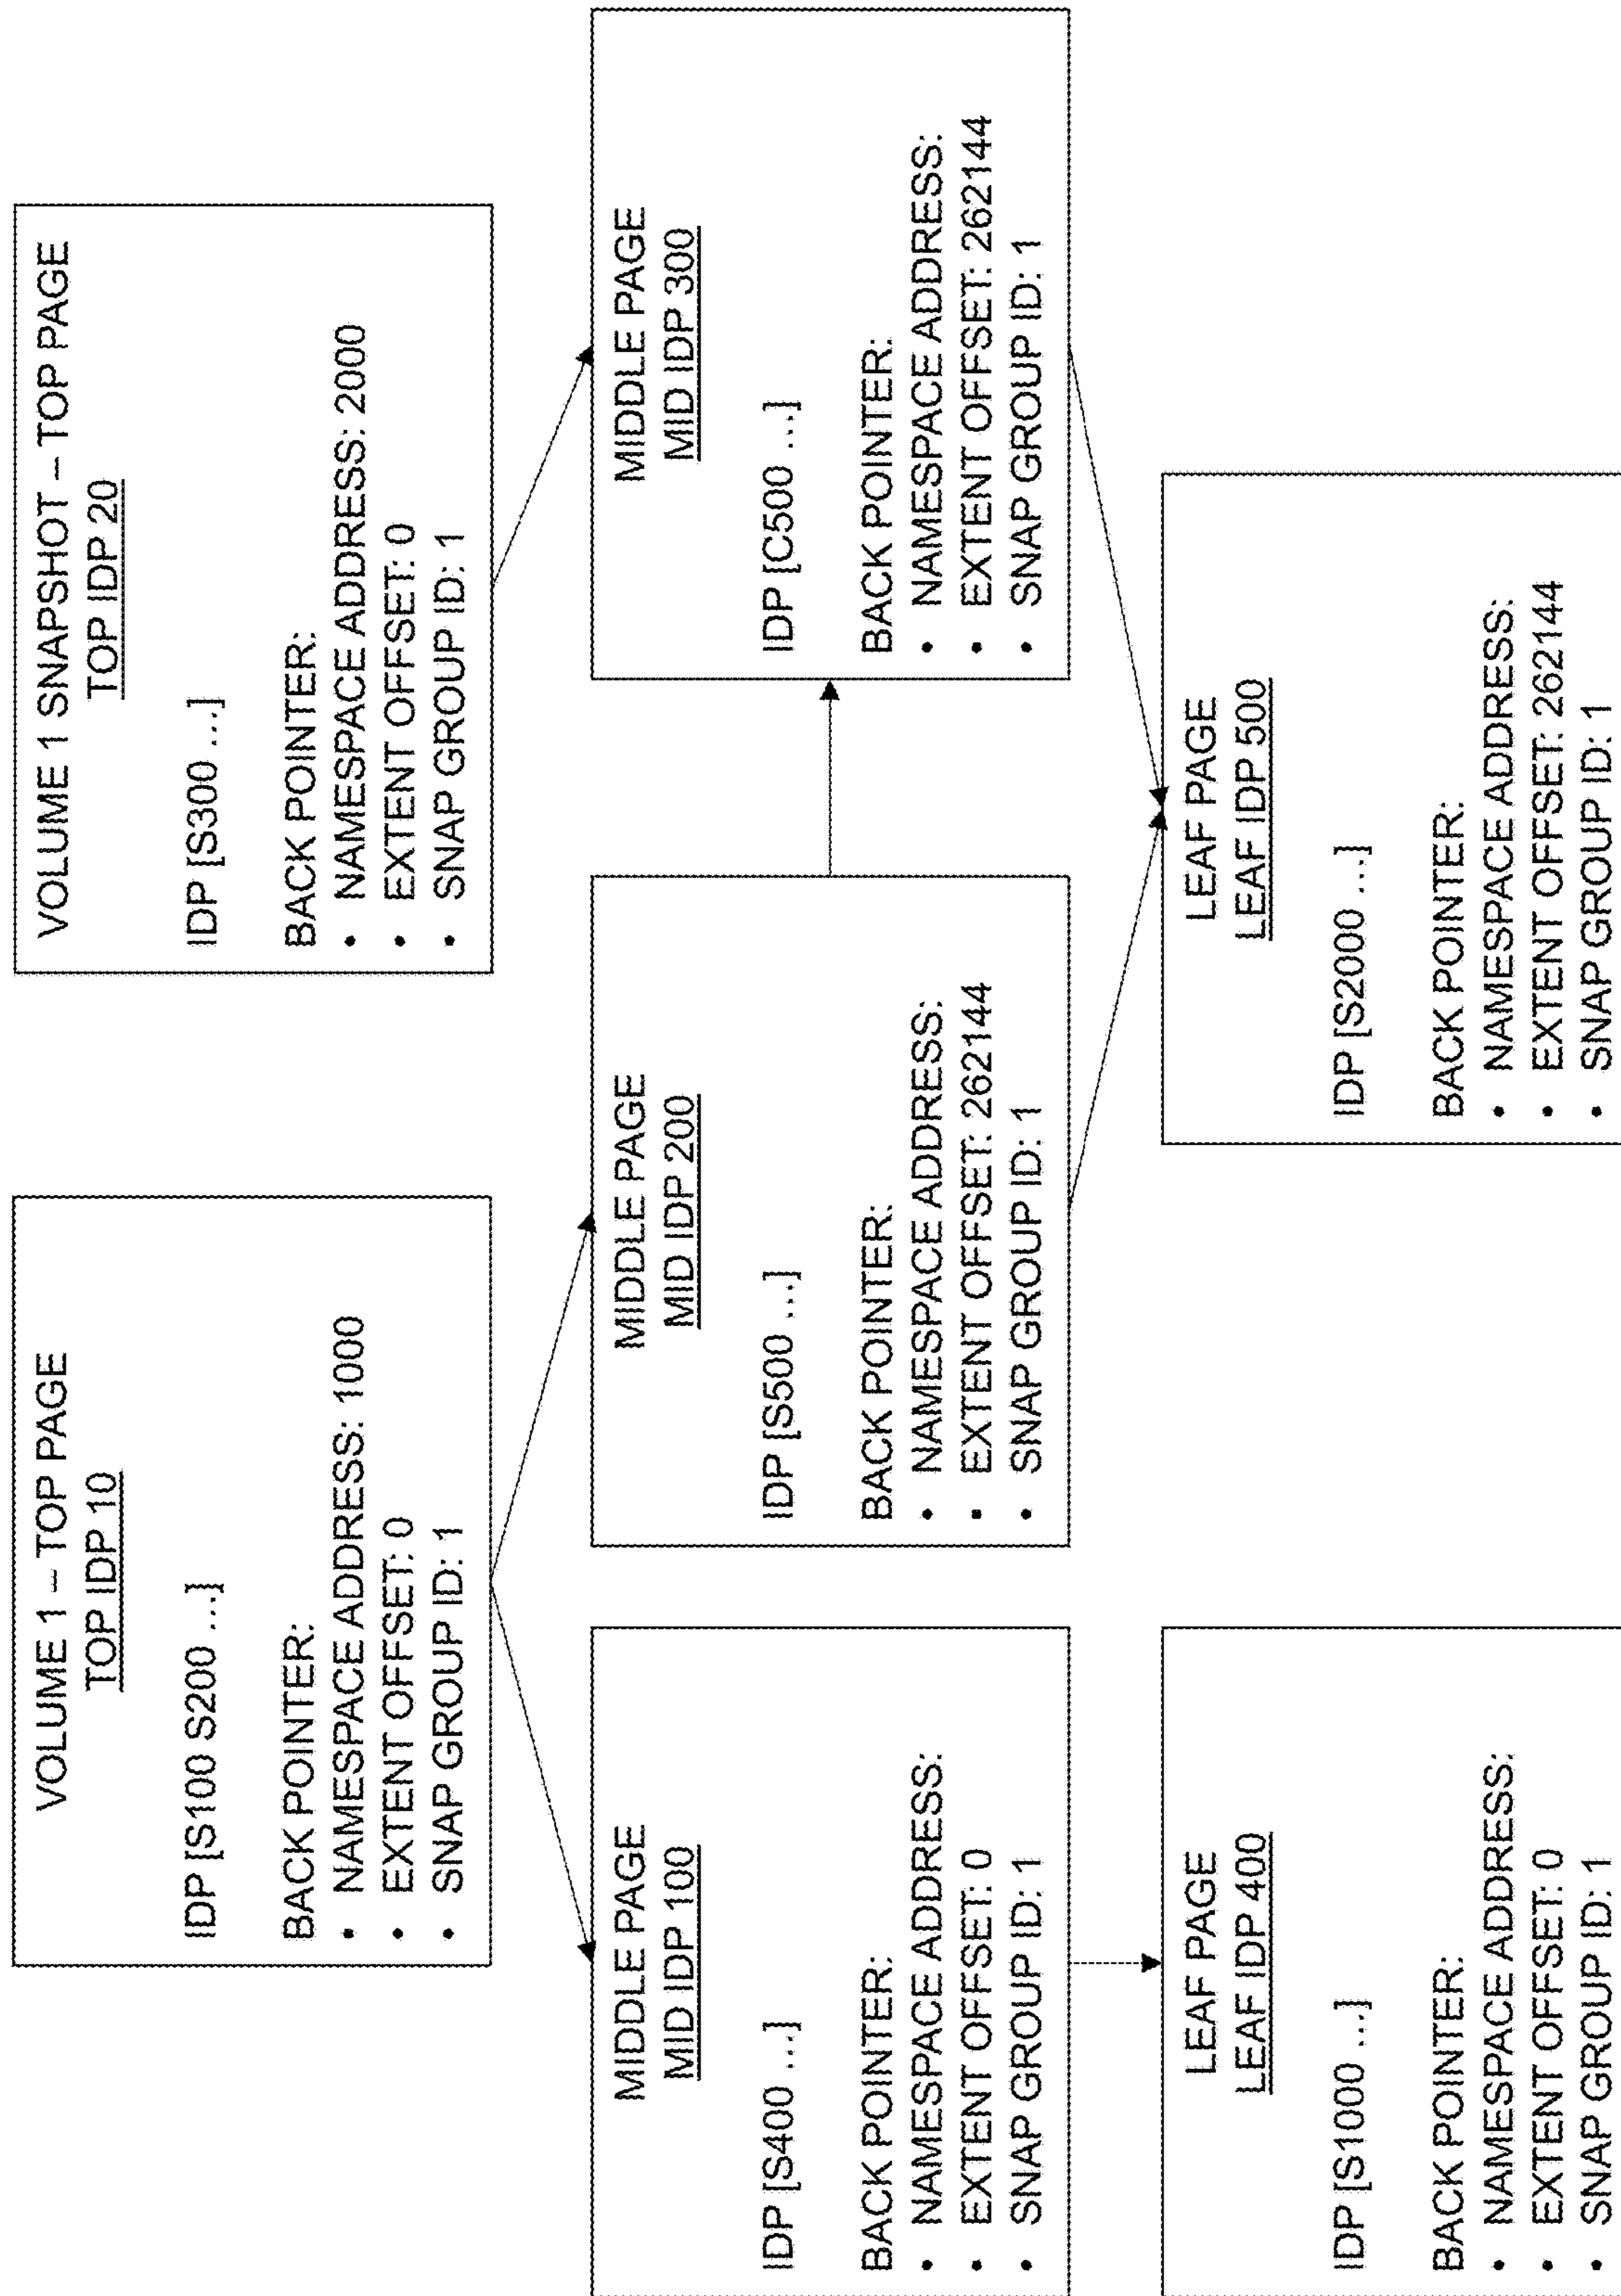 VOLUME 1 – TOP PAGE
TOP IDP 10
IDP [S100 S200 ...]
BACK POINTER:
• NAMESPACE ADDRESS: 1000
• EXTENT OFFSET: 0
• SNAP GROUP ID: 1
VOLUME 1 SNAPSHOT – TOP PAGE
TOP IDP 20
IDP [S300 ...]
BACK POINTER:
• NAMESPACE ADDRESS: 2000
• EXTENT OFFSET: 0
• SNAP GROUP ID: 1
MIDDLE PAGE
MID IDP 100
IDP [S400 ...]
BACK POINTER:
• NAMESPACE ADDRESS:
• EXTENT OFFSET: 0
• SNAP GROUP ID: 1
MIDDLE PAGE
MID IDP 200
IDP [S500 ...]
BACK POINTER:
• NAMESPACE ADDRESS:
• EXTENT OFFSET: 262144
• SNAP GROUP ID: 1
MIDDLE PAGE
MID IDP 300
IDP [C500 ...]
BACK POINTER:
• NAMESPACE ADDRESS:
• EXTENT OFFSET: 262144
• SNAP GROUP ID: 1
LEAF PAGE
LEAF IDP 400
IDP [S1000 ...]
BACK POINTER:
• NAMESPACE ADDRESS:
• EXTENT OFFSET: 0
• SNAP GROUP ID: 1
LEAF PAGE
LEAF IDP 500
IDP [S2000 ...]
BACK POINTER:
• NAMESPACE ADDRESS:
• EXTENT OFFSET: 262144
• SNAP GROUP ID: 1